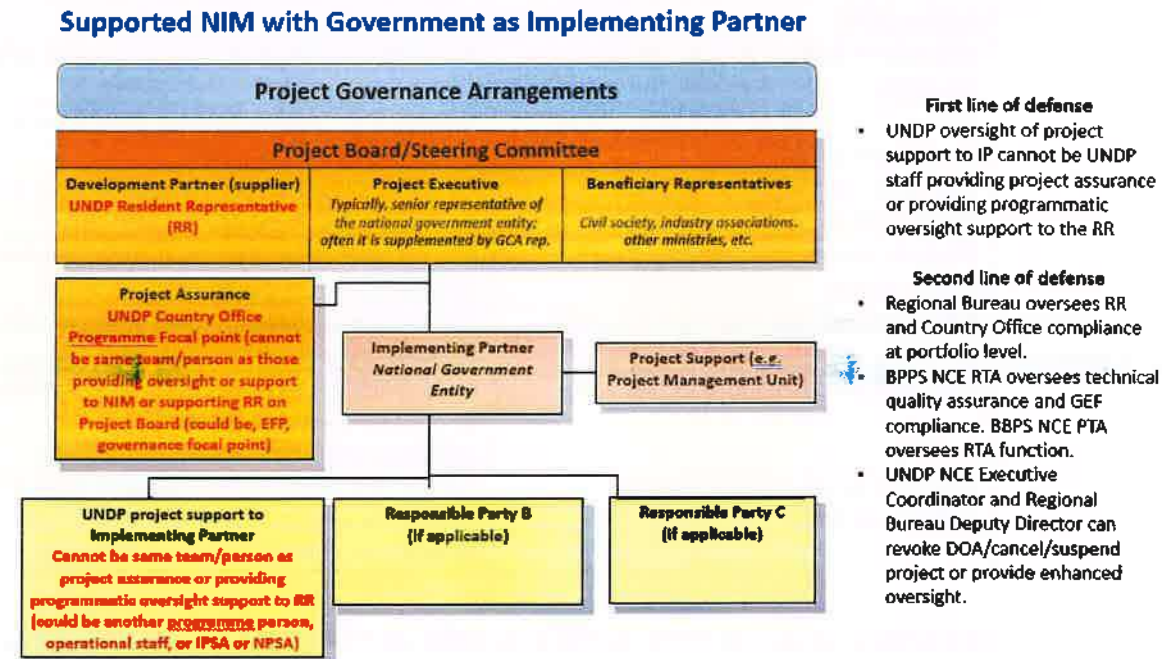 Supported NIM with Government as Implementing Partner
Project Governance Arrangements
Project Board/Steering Committee
Development Partner (supplier)
UNDP Resident Representative
(RR)
Project Executive
Typically, senior representative of
the national government entity;
often it is supplemented by GCA rep.
Beneficiary Representatives
Civil society, industry associations,
other ministries, etc.
Project Assurance
UNDP Country Office
Programme Focal point (cannot
be same team/person as those
providing oversight or support
to NIM or supporting RR on
Project Board (could be, EFP,
governance focal point)
Implementing Partner
National Government
Entity
Project Support (e.g.
Project Management Unit)
UNDP project support to
Implementing Partner
Cannot be same team/person as
project assurance or providing
programmatic oversight support to RR
(could be another programme person,
operational staff, or IPSA or NPSA)
Responsible Party B
(if applicable)
Responsible Party C
(if applicable)
First line of defense
• UNDP oversight of project
support to IP cannot be UNDP
staff providing project assurance
or providing programmatic
oversight support to the RR
Second line of defense
• Regional Bureau oversees RR
and Country Office compliance
at portfolio level.
• BPPS NCE RTA oversees technical
quality assurance and GEF
compliance. BBPS NCE PTA
oversees RTA function.
• UNDP NCE Executive
Coordinator and Regional
Bureau Deputy Director can
revoke DOA/cancel/suspend
project or provide enhanced
oversight.